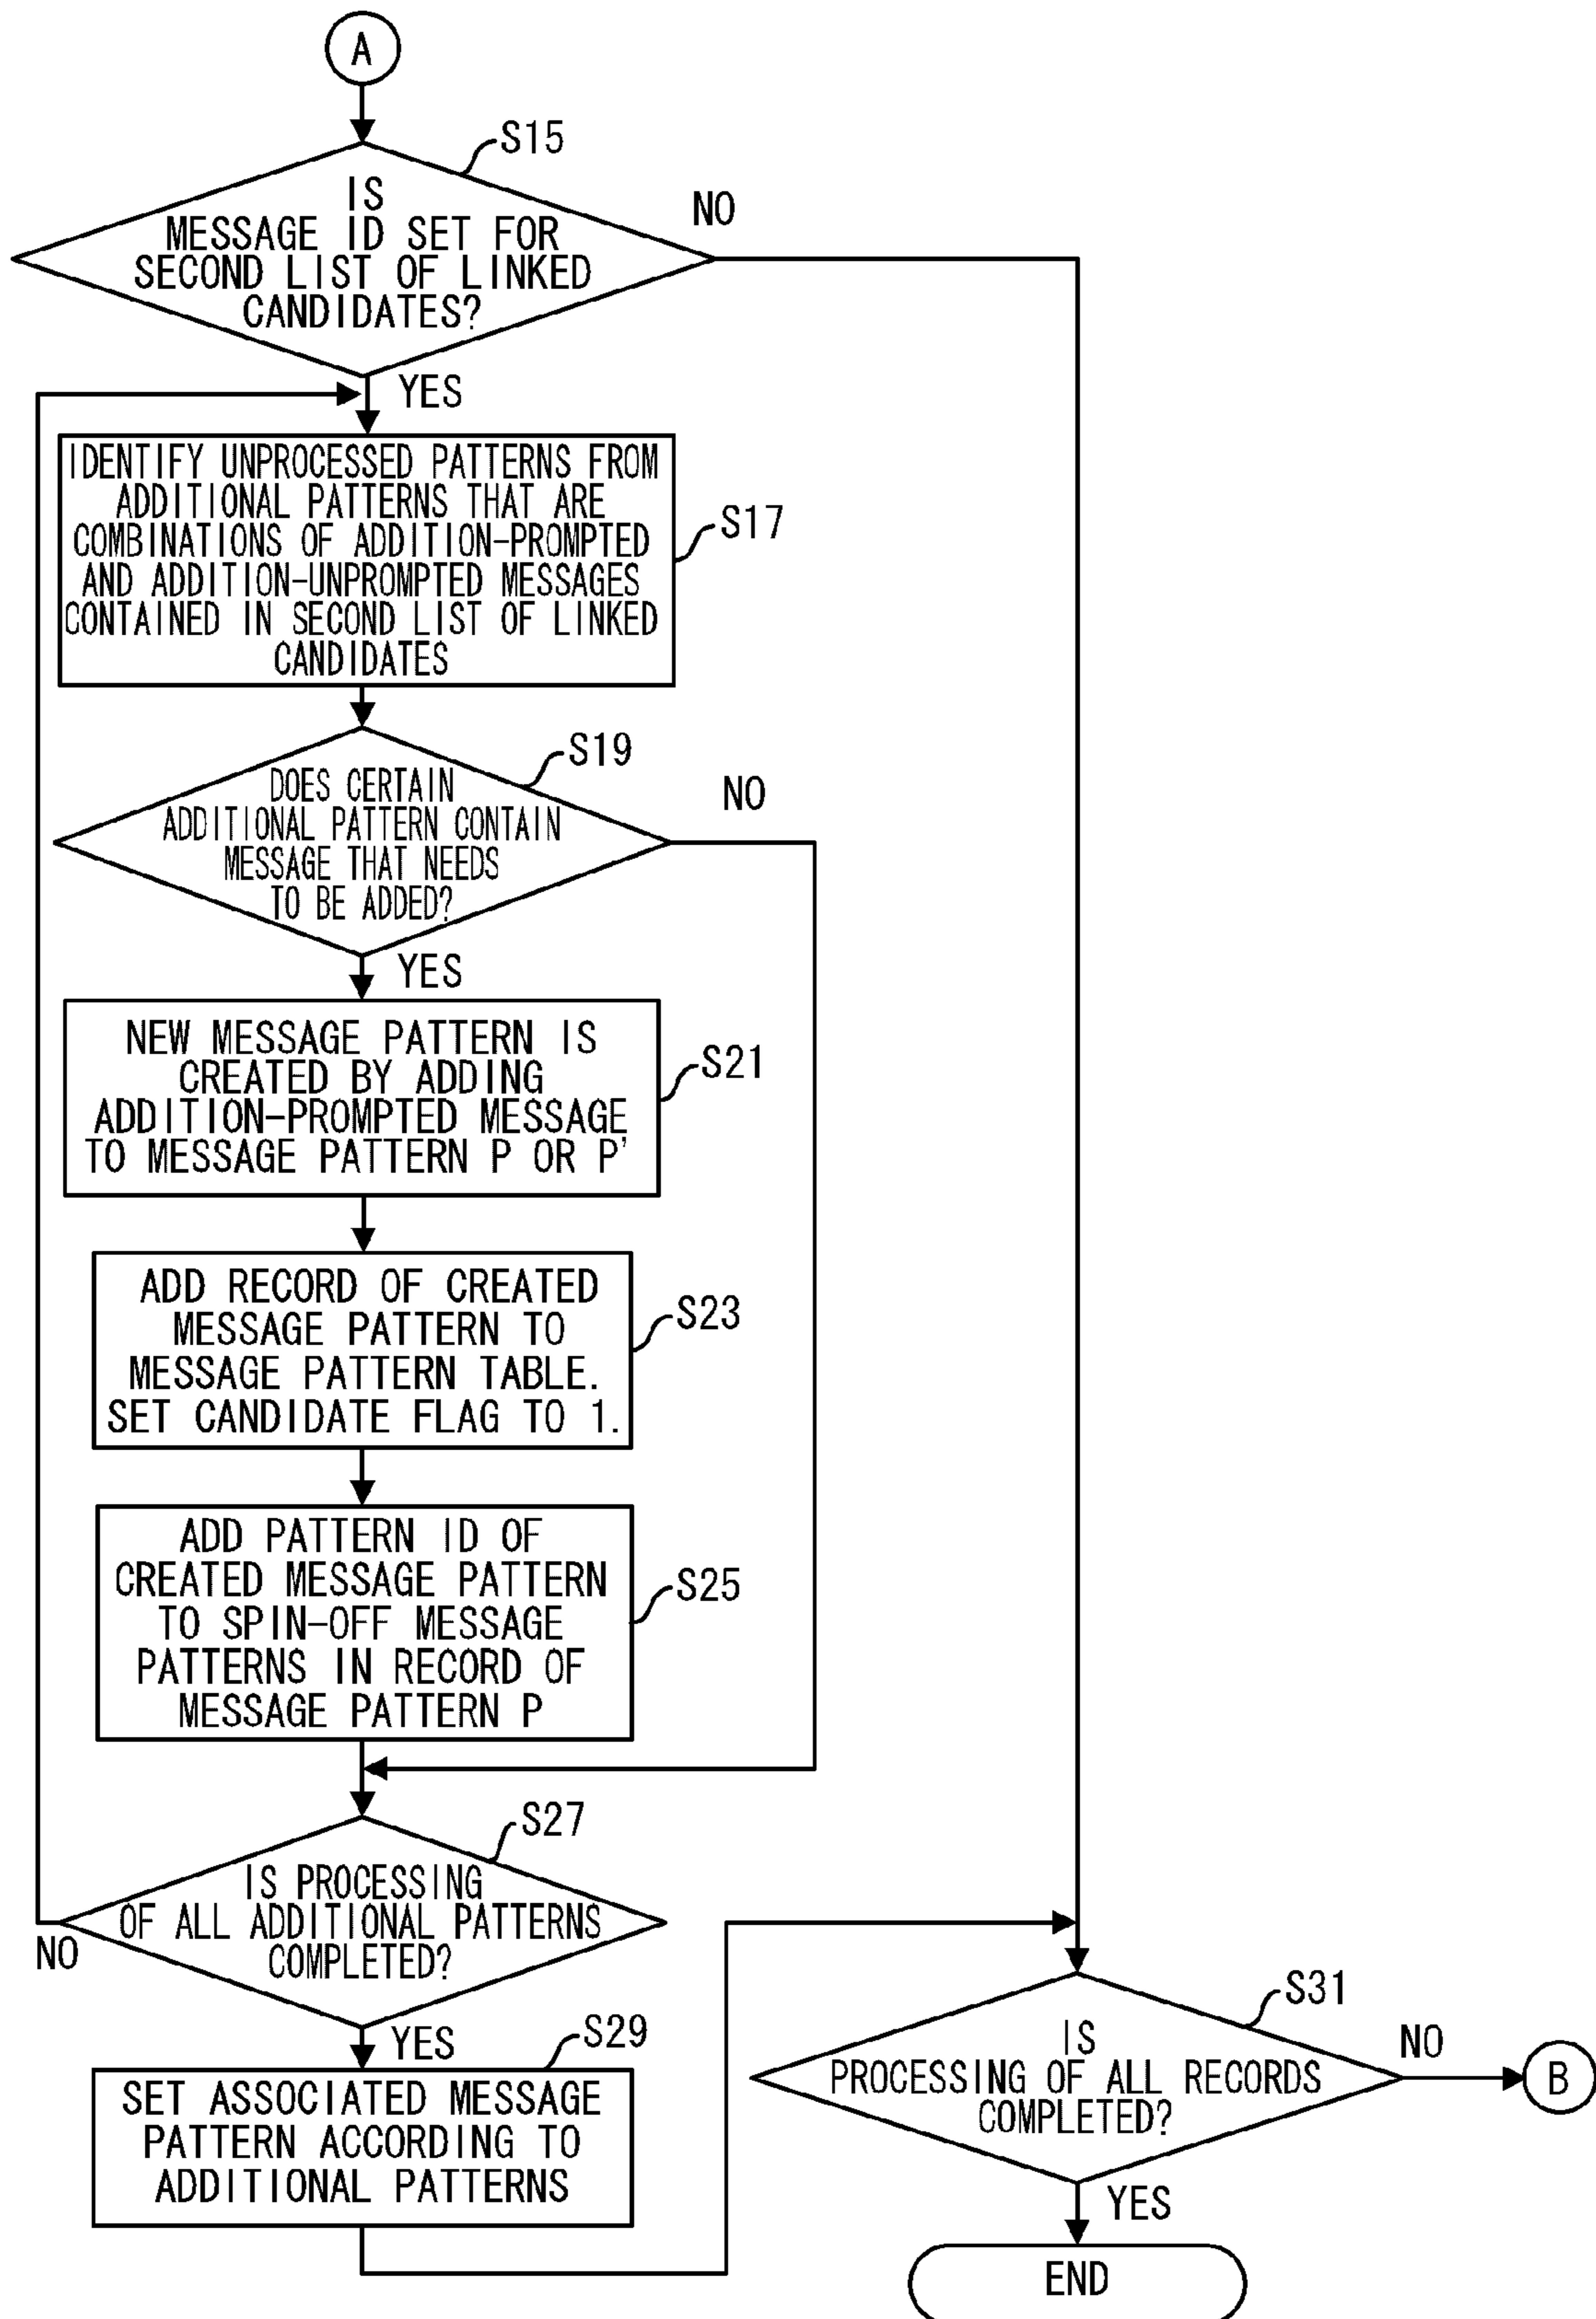 A
S15
IS
MESSAGE ID SET FOR
SECOND LIST OF LINKED
CANDIDATES?
NO
YES
IDENTIFY UNPROCESSED PATTERNS FROM
ADDITIONAL PATTERNS THAT ARE
COMBINATIONS OF ADDITION-PROMPTED
AND ADDITION-UNPROMPTED MESSAGES
CONTAINED IN SECOND LIST OF LINKED
CANDIDATES
S17
S19
DOES CERTAIN
ADDITIONAL PATTERN CONTAIN
MESSAGE THAT NEEDS
TO BE ADDED?
NO
YES
NEW MESSAGE PATTERN IS
CREATED BY ADDING
ADDITION-PROMPTED MESSAGE
TO MESSAGE PATTERN P OR P'
S21
ADD RECORD OF CREATED
MESSAGE PATTERN TO
MESSAGE PATTERN TABLE.
SET CANDIDATE FLAG TO 1.
S23
ADD PATTERN ID OF
CREATED MESSAGE PATTERN
TO SPIN-OFF MESSAGE
PATTERNS IN RECORD OF
MESSAGE PATTERN P
S25
S27
IS PROCESSING
OF ALL ADDITIONAL PATTERNS
COMPLETED?
NO
YES
S29
SET ASSOCIATED MESSAGE
PATTERN ACCORDING TO
ADDITIONAL PATTERNS
S31
IS
PROCESSING OF ALL RECORDS
COMPLETED?
NO
B
YES
END